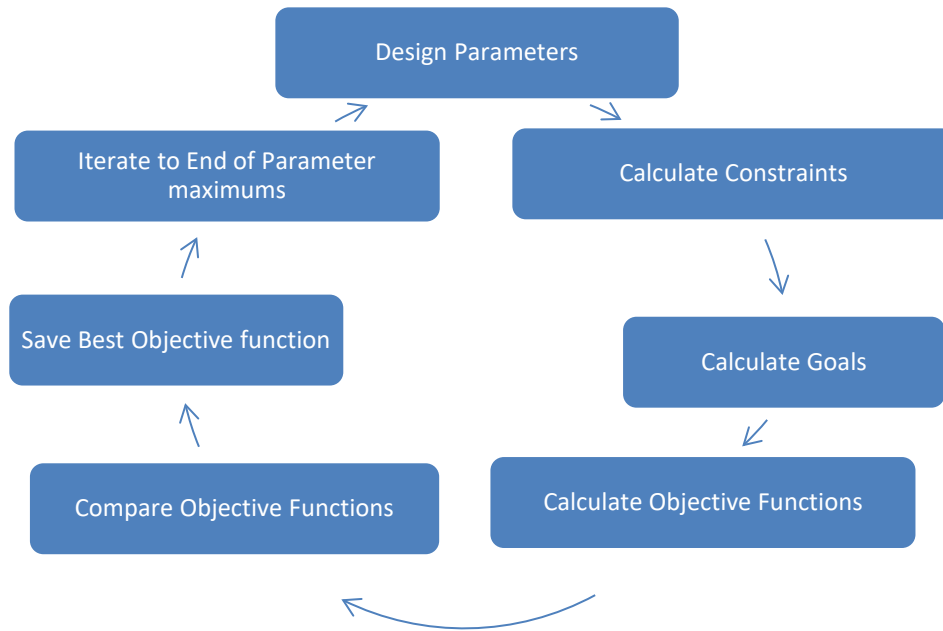 Design Parameters
Calculate Constraints
Calculate Goals
Calculate Objective Functions
Compare Objective Functions
Save Best Objective function
Iterate to End of Parameter
maximums